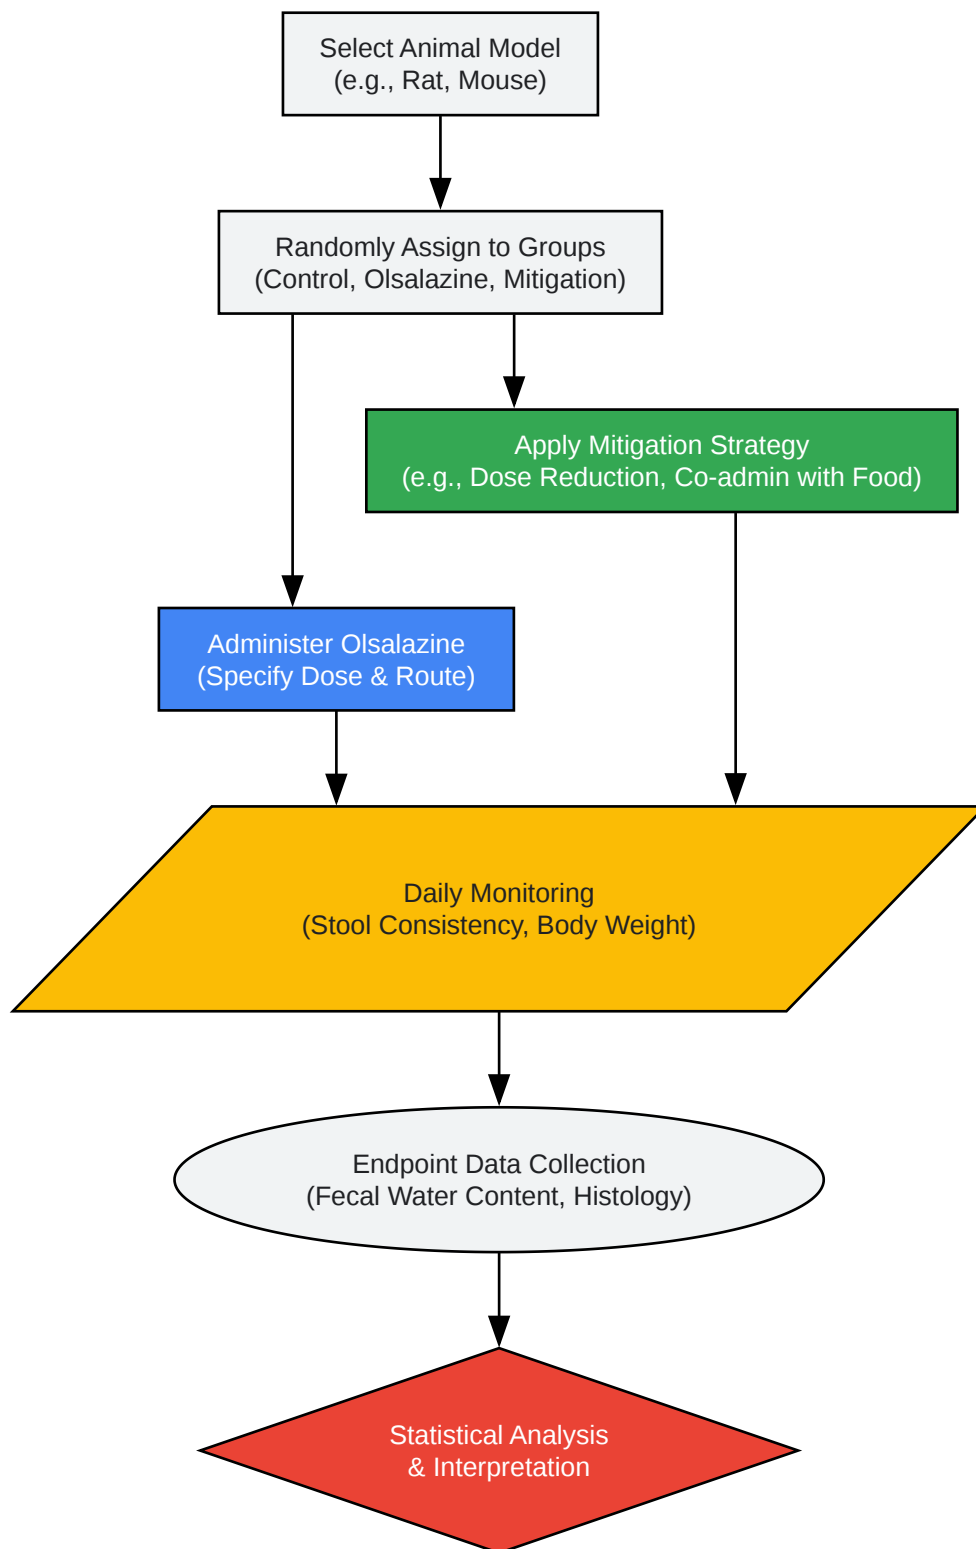 Select Animal Model
(e.g., Rat, Mouse)
Randomly Assign to Groups
(Control, Olsalazine, Mitigation)
Apply Mitigation Strategy
(e.g., Dose Reduction, Co-admin with Food)
Administer Olsalazine
(Specify Dose & Route)
Daily Monitoring
(Stool Consistency, Body Weight)
Endpoint Data Collection
(Fecal Water Content, Histology)
Statistical Analysis
& Interpretation